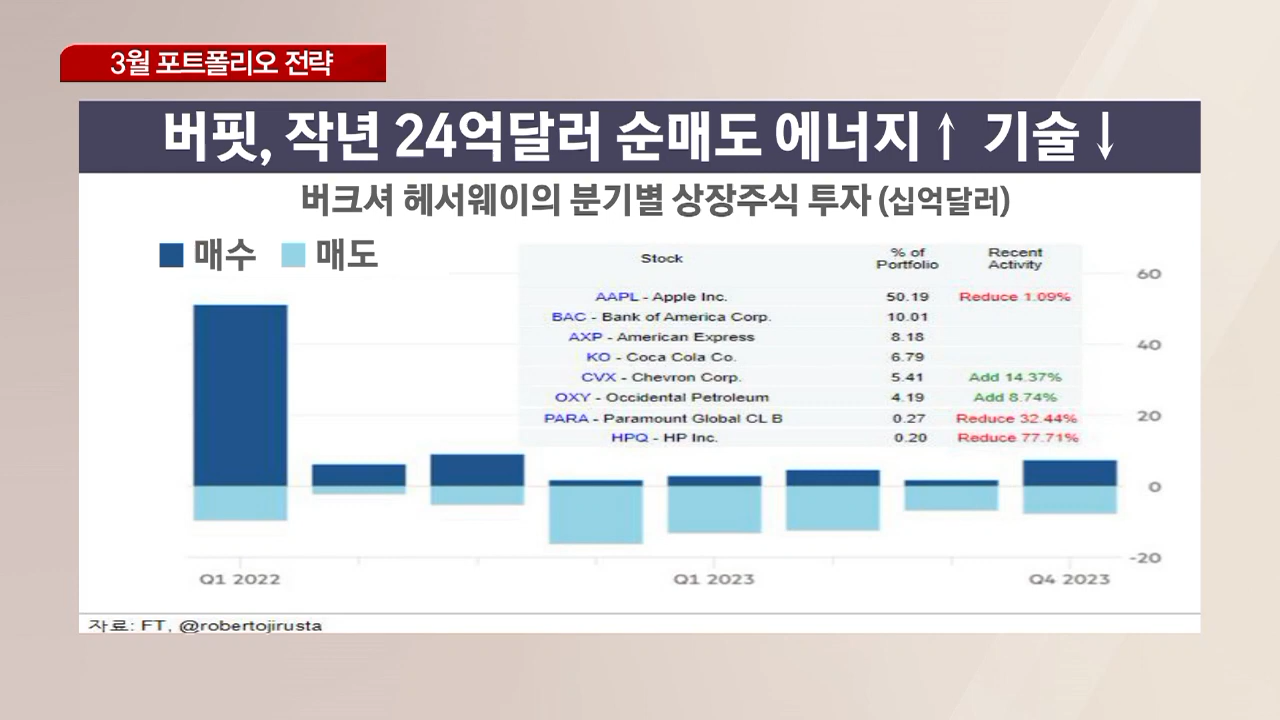 3월 포트폴리오 전략
버핏, 작년 24억달러 순매도 에너지↑ 기술↓
버크셔 헤서웨이의 분기별 상장주식 투자 (십억달러)
매수 매도
Stock % of Portfolio Recent Activity
60
AAPL - Apple Inc. 50.19 Reduce 1.09%
BAC - Bank of America Corp. 10.01
AXP - American Express 8.18
40
KO - Coca Cola Co. 6.79
CVX - Chevron Corp. 5.41 Add 14.37%
OXY - Occidental Petroleum 4.19 Add 8.74%
20
PARA - Paramount Global CL B 0.27 Reduce 32.44%
HPQ - HP Inc. 0.20 Reduce 77.71%
0
-20
Q1 2022 Q1 2023 Q4 2023
자료: FT, @robertojirusta